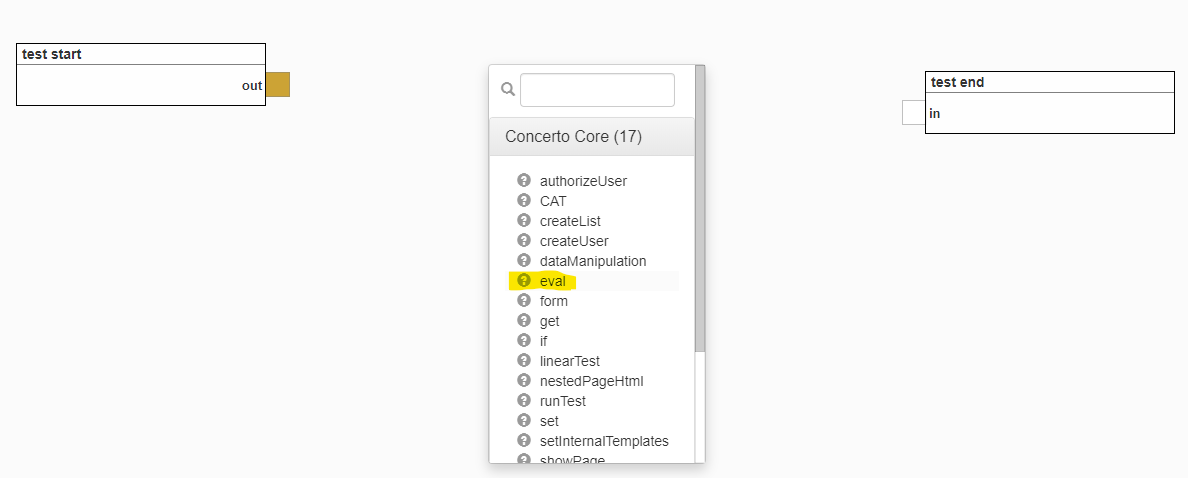 test start
out
test end
in
Concerto Core (17)
authorizeUser
CAT
createList
createUser
dataManipulation
eval
form
get
if
linearTest
nestedPageHtml
runTest
set
setInternalTemplates
showPage